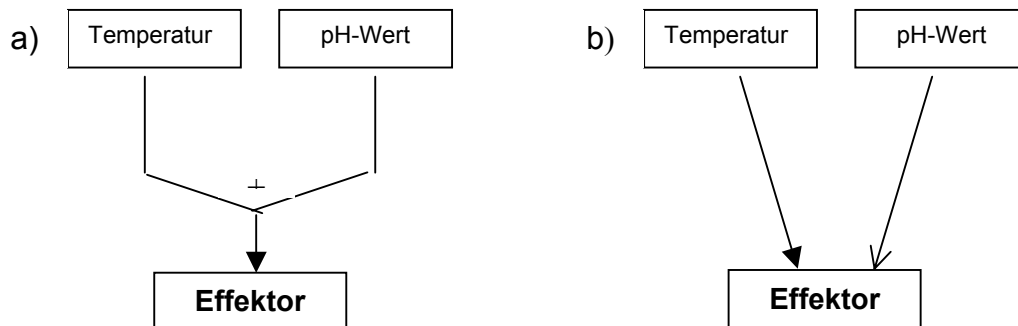 a) Temperatur pH-Wert b) Temperatur pH-Wert
+
Effektor Effektor